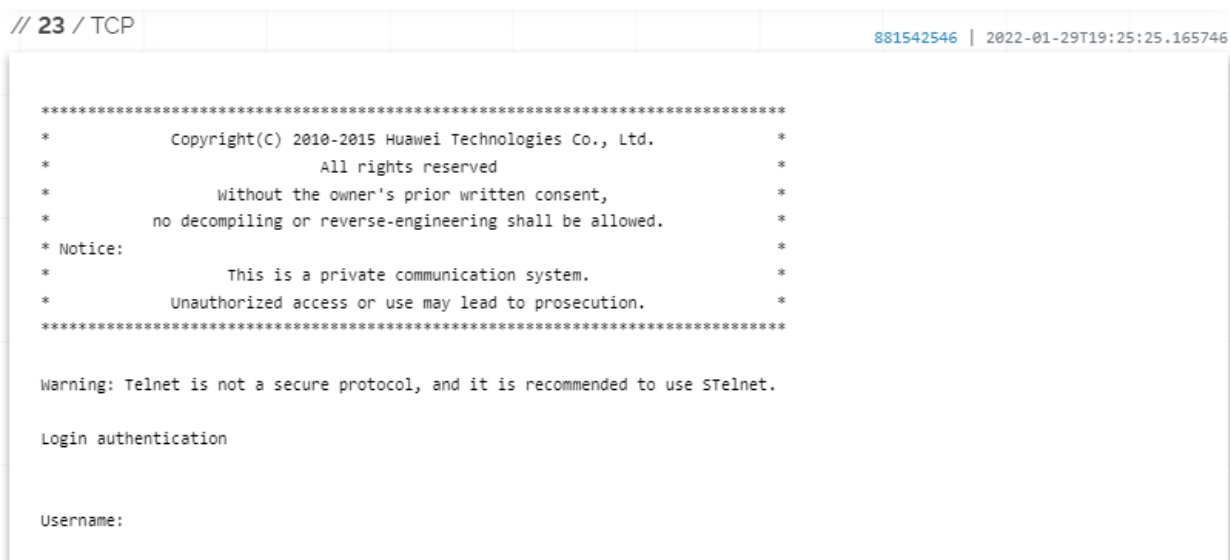 // 23 / TCP
881542546 | 2022-01-29T19:25:25.165746
********************************************************************************
* Copyright(C) 2010-2015 Huawei Technologies Co., Ltd. *
* All rights reserved *
* Without the owner's prior written consent, *
* no decompiling or reverse-engineering shall be allowed. *
* Notice: *
* This is a private communication system. *
* Unauthorized access or use may lead to prosecution. *
********************************************************************************
Warning: Telnet is not a secure protocol, and it is recommended to use STelnet.
Login authentication
Username: